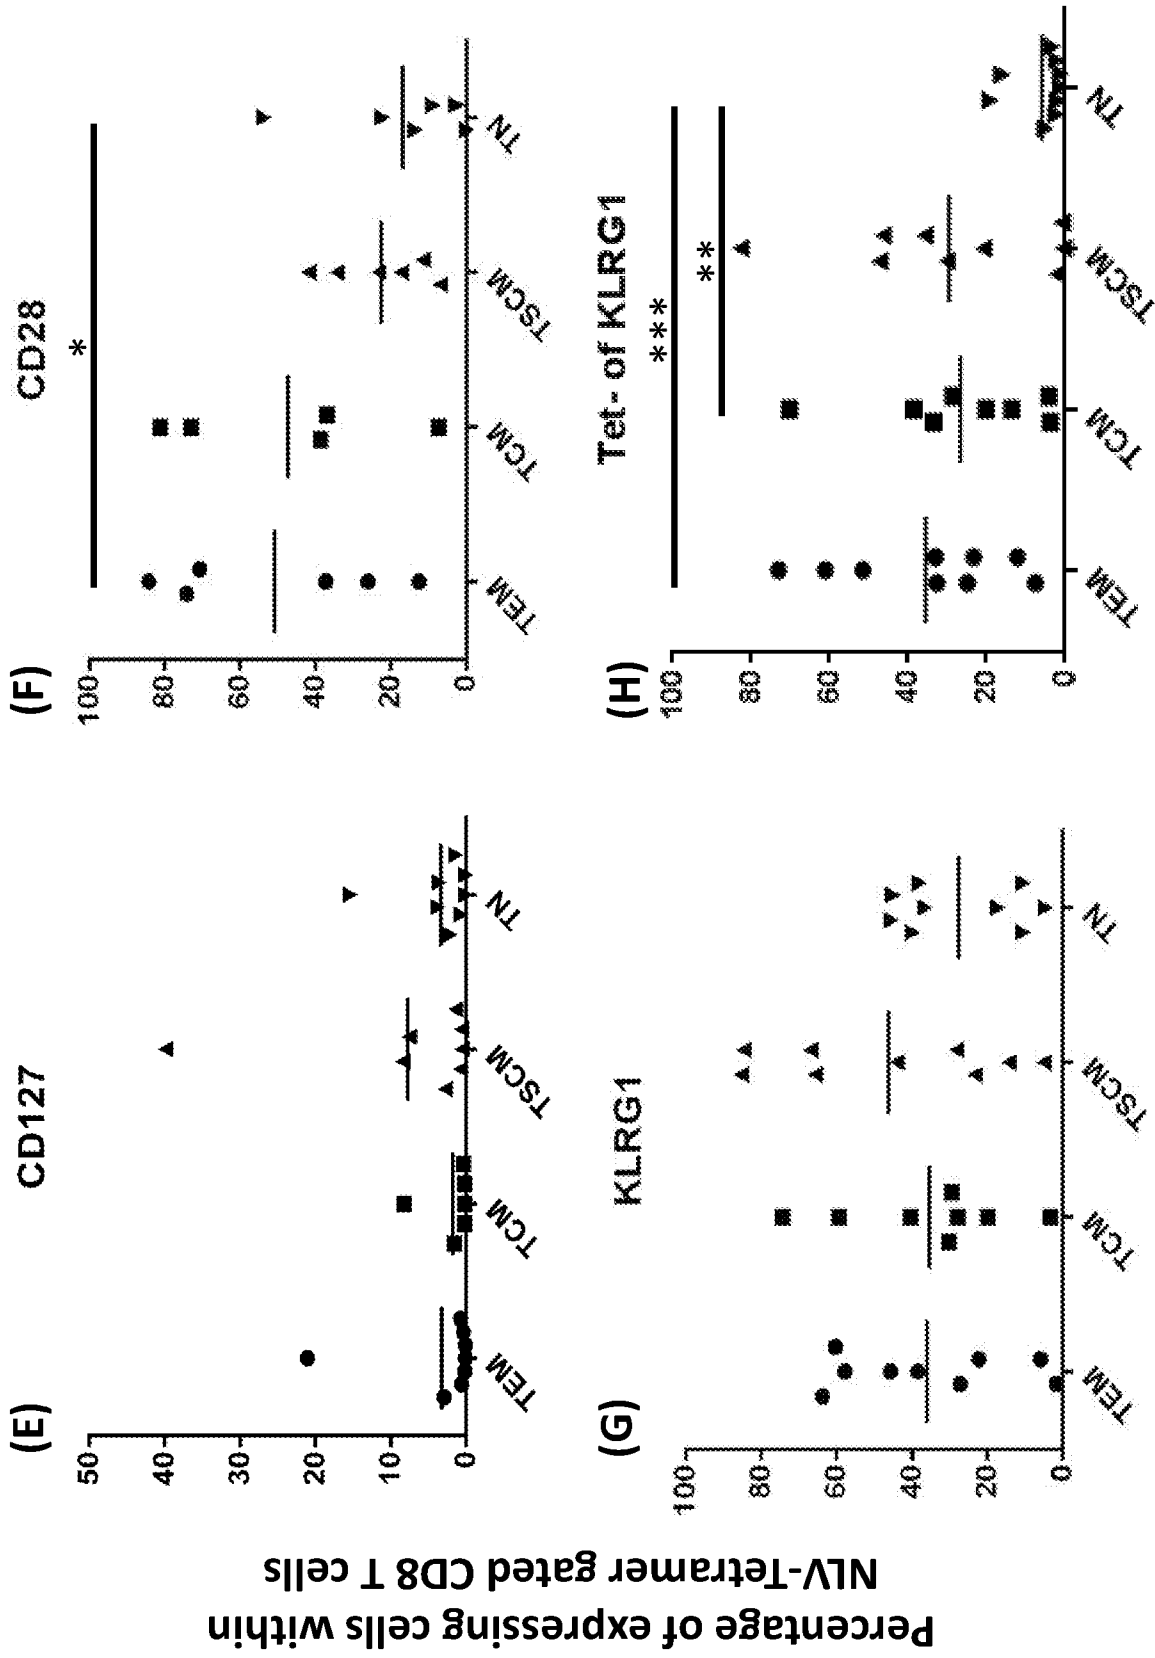 Percentage of expressing cells within
NLV-Tetramer gated CD8 T cells
(E)
CD127
50
40
30
20
10
0
TEM
TCM
TSCM
TN
(F)
CD28
*
100
80
60
40
20
0
TEM
TCM
TSCM
TN
(G)
KLRG1
100
80
60
40
20
0
TEM
TCM
TSCM
TN
(H)
Tet- of KLRG1
***
**
100
80
60
40
20
0
TEM
TCM
TSCM
TN